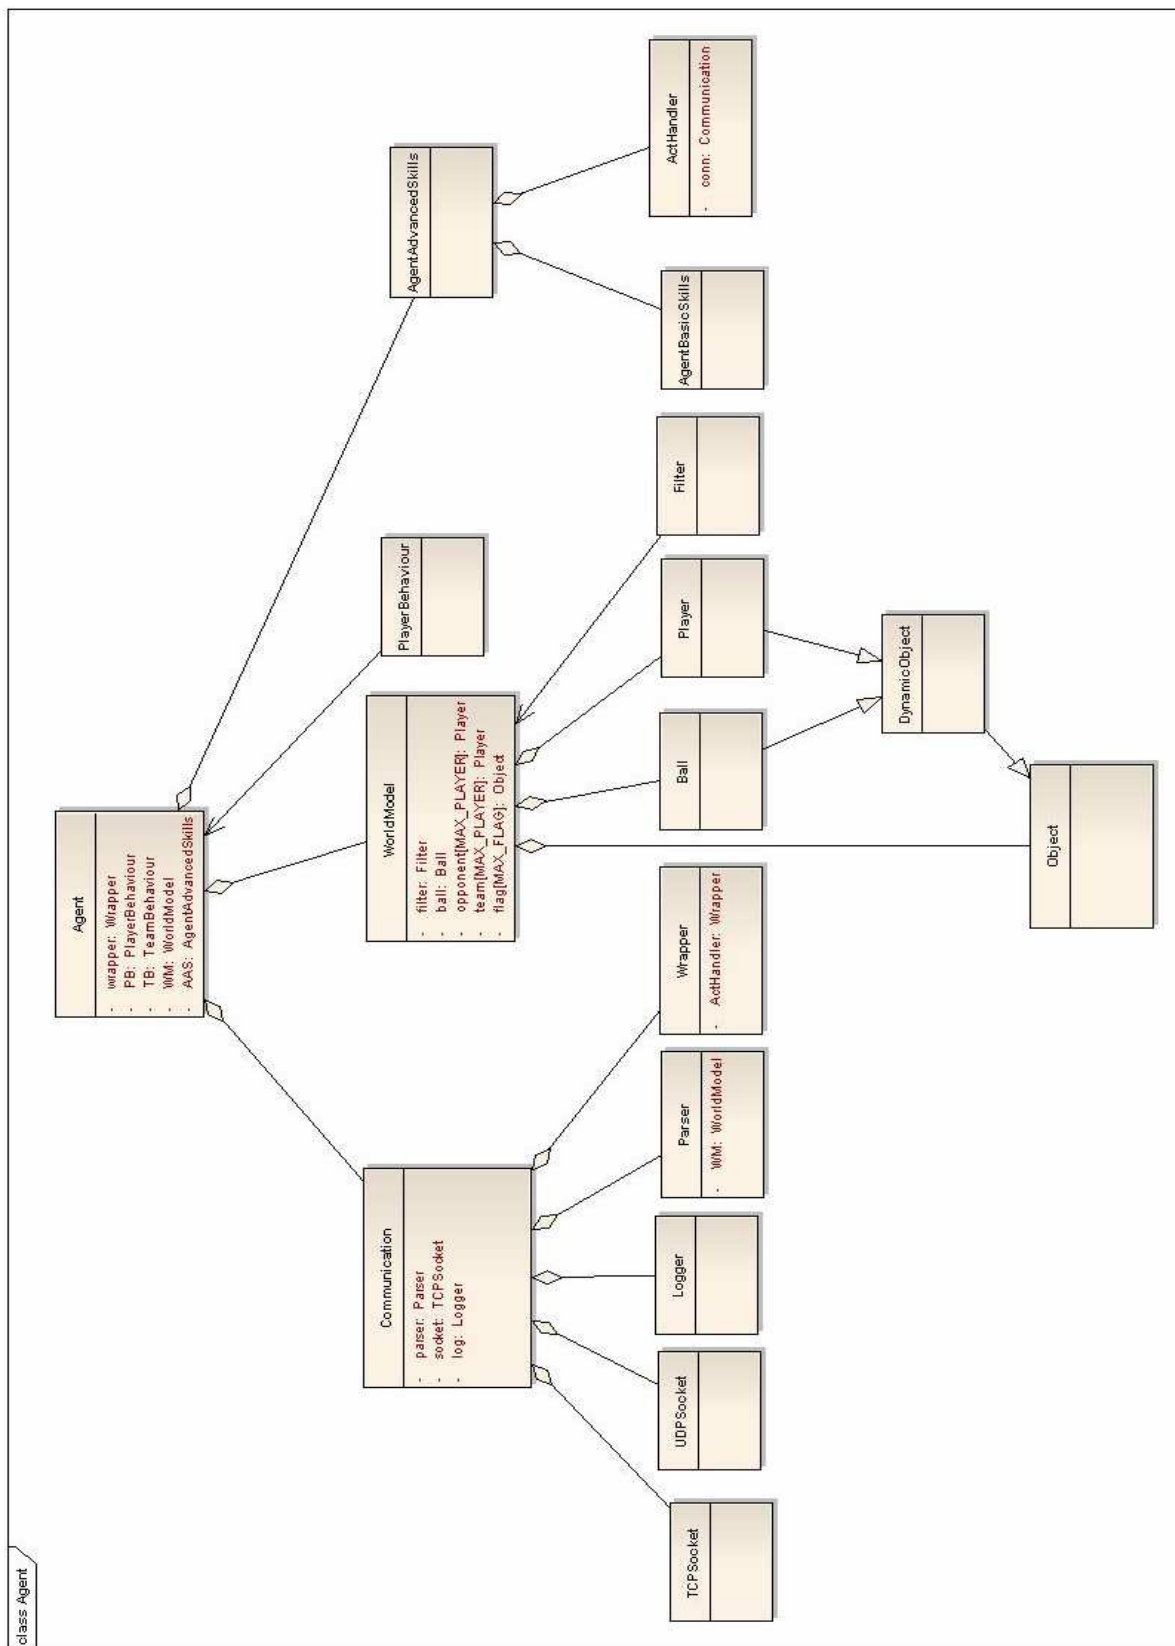 class Agent
Agent
- wrapper: Wrapper
- PB: PlayerBehaviour
- TB: TeamBehaviour
- WM: WorldModel
- AAS: AgentAdvancedSkills
Communication
- parser: Parser
- socket: TCPSocket
- log: Logger
WorldModel
- filter: Filter
- ball: Ball
- opponent[MAX_PLAYER]: Player
- team[MAX_PLAYER]: Player
- flag[MAX_FLAG]: Object
PlayerBehaviour
AgentAdvancedSkills
TCPSocket
UDPSocket
Logger
Parser
- WM: WorldModel
Wrapper
- ActHandler: Wrapper
Ball
Player
Filter
AgentBasicSkills
ActHandler
- conn: Communication
DynamicObject
Object